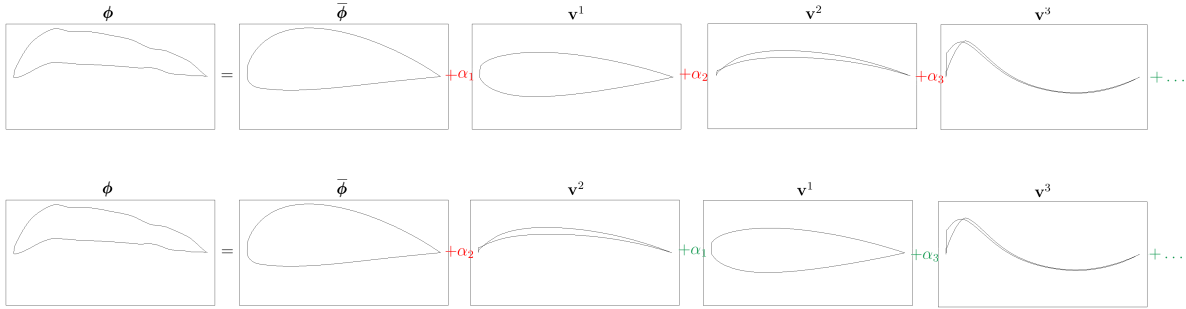 ϕ ϕ̅ v¹ v² v³
= +α₁ +α₂ +α₃ +…
ϕ ϕ̅ v² v¹ v³
= +α₂ +α₁ +α₃ +…